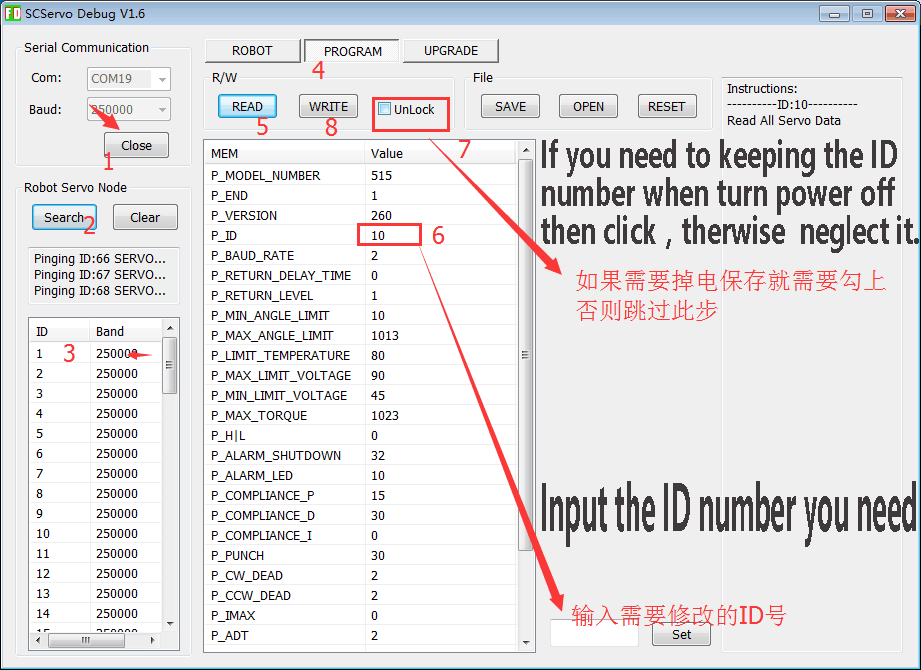 SCServo Debug V1.6
Serial Communication
Com: COM19
Baud: 250000
Close
1
Robot Servo Node
Search 2 Clear
Pinging ID:66 SERVO...
Pinging ID:67 SERVO...
Pinging ID:68 SERVO...
ID Band
1 3 250000
2 250000
3 250000
4 250000
5 250000
6 250000
7 250000
8 250000
9 250000
10 250000
11 250000
12 250000
13 250000
14 250000
15 250000
ROBOT PROGRAM UPGRADE
4
R/W
READ WRITE UnLock
5 8 7
File
SAVE OPEN RESET
MEM Value
P_MODEL_NUMBER 515
P_END 1
P_VERSION 260
P_ID 10 6
P_BAUD_RATE 2
P_RETURN_DELAY_TIME 0
P_RETURN_LEVEL 1
P_MIN_ANGLE_LIMIT 10
P_MAX_ANGLE_LIMIT 1013
P_LIMIT_TEMPERATURE 80
P_MAX_LIMIT_VOLTAGE 90
P_MIN_LIMIT_VOLTAGE 45
P_MAX_TORQUE 1023
P_H|L 0
P_ALARM_SHUTDOWN 32
P_ALARM_LED 10
P_COMPLIANCE_P 15
P_COMPLIANCE_D 30
P_COMPLIANCE_I 0
P_PUNCH 30
P_CW_DEAD 2
P_CCW_DEAD 2
P_IMAX 0
P_ADT 2
Instructions:
----------ID:10----------
Read All Servo Data
If you need to keeping the ID
number when turn power off
then click , therwise neglect it.
如果需要掉电保存就需要勾上
否则跳过此步
Input the ID number you need
输入需要修改的ID号
Set